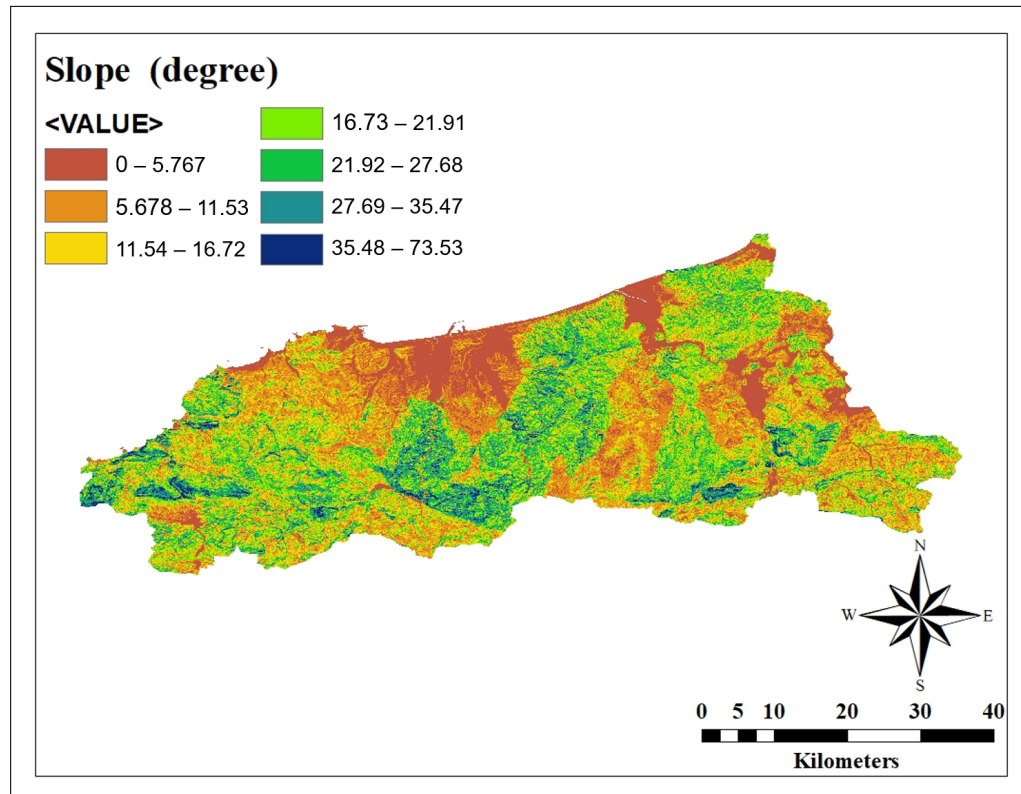 Slope (degree)
<VALUE>
0 – 5.767
5.678 – 11.53
11.54 – 16.72
16.73 – 21.91
21.92 – 27.68
27.69 – 35.47
35.48 – 73.53
N
W
E
S
0 5 10 20 30 40
Kilometers